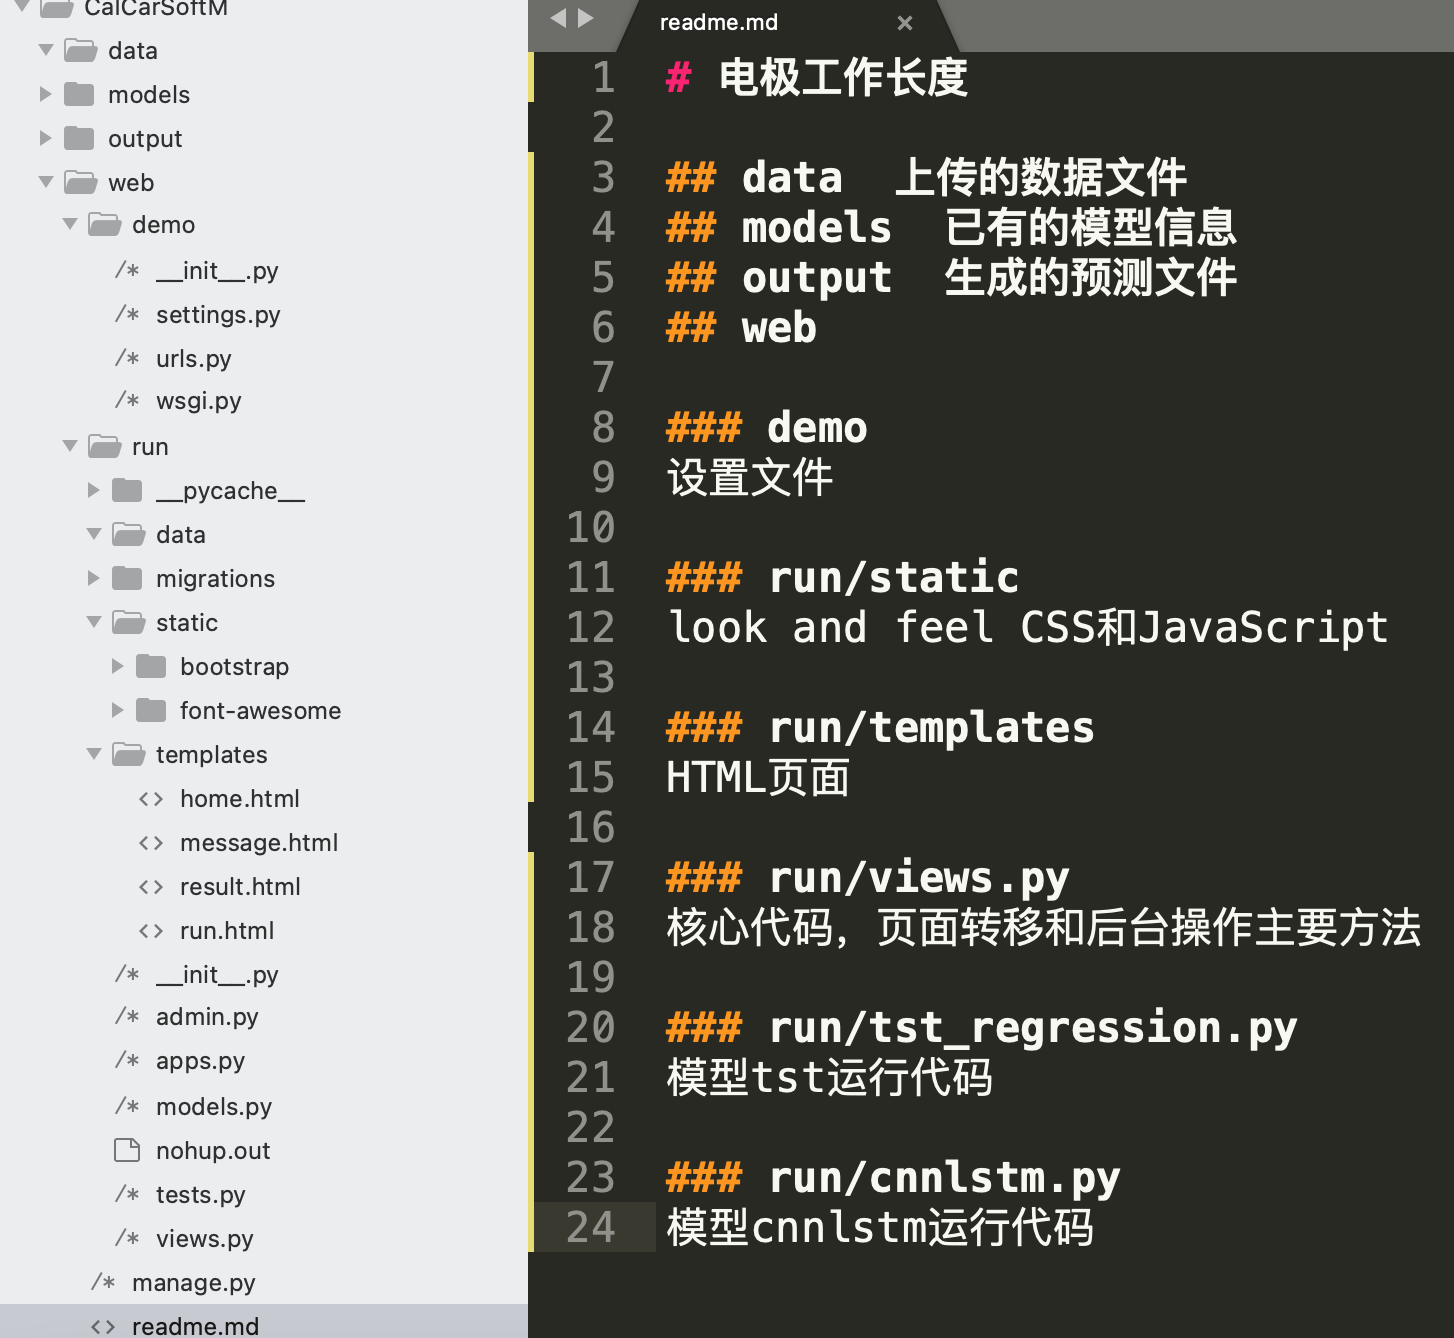 CalCarSoftM
data
models
output
web
demo
/* __init__.py
/* settings.py
/* urls.py
/* wsgi.py
run
__pycache__
data
migrations
static
bootstrap
font-awesome
templates
<> home.html
<> message.html
<> result.html
<> run.html
/* __init__.py
/* admin.py
/* apps.py
/* models.py
nohup.out
/* tests.py
/* views.py
/* manage.py
<> readme.md
readme.md ×
1 # 电极工作长度
2
3 ## data  上传的数据文件
4 ## models  已有的模型信息
5 ## output  生成的预测文件
6 ## web
7
8 ### demo
9 设置文件
10
11 ### run/static
12 look and feel CSS和JavaScript
13
14 ### run/templates
15 HTML页面
16
17 ### run/views.py
18 核心代码，页面转移和后台操作主要方法
19
20 ### run/tst_regression.py
21 模型tst运行代码
22
23 ### run/cnnlstm.py
24 模型cnnlstm运行代码